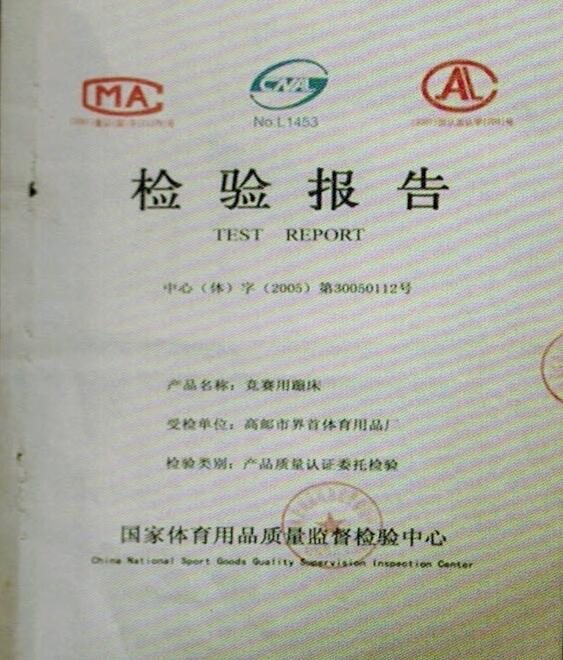 MA
CNAL
AL
No.L1453
检验报告
TEST REPORT
中心（体）字（2005）第30050112号
产品名称：竞赛用蹦床
受检单位：高邮市界首体育用品厂
检验类别：产品质量认证委托检验
国家体育用品质量监督检验中心
China National Sport Goods Quality Supervision Inspection Center